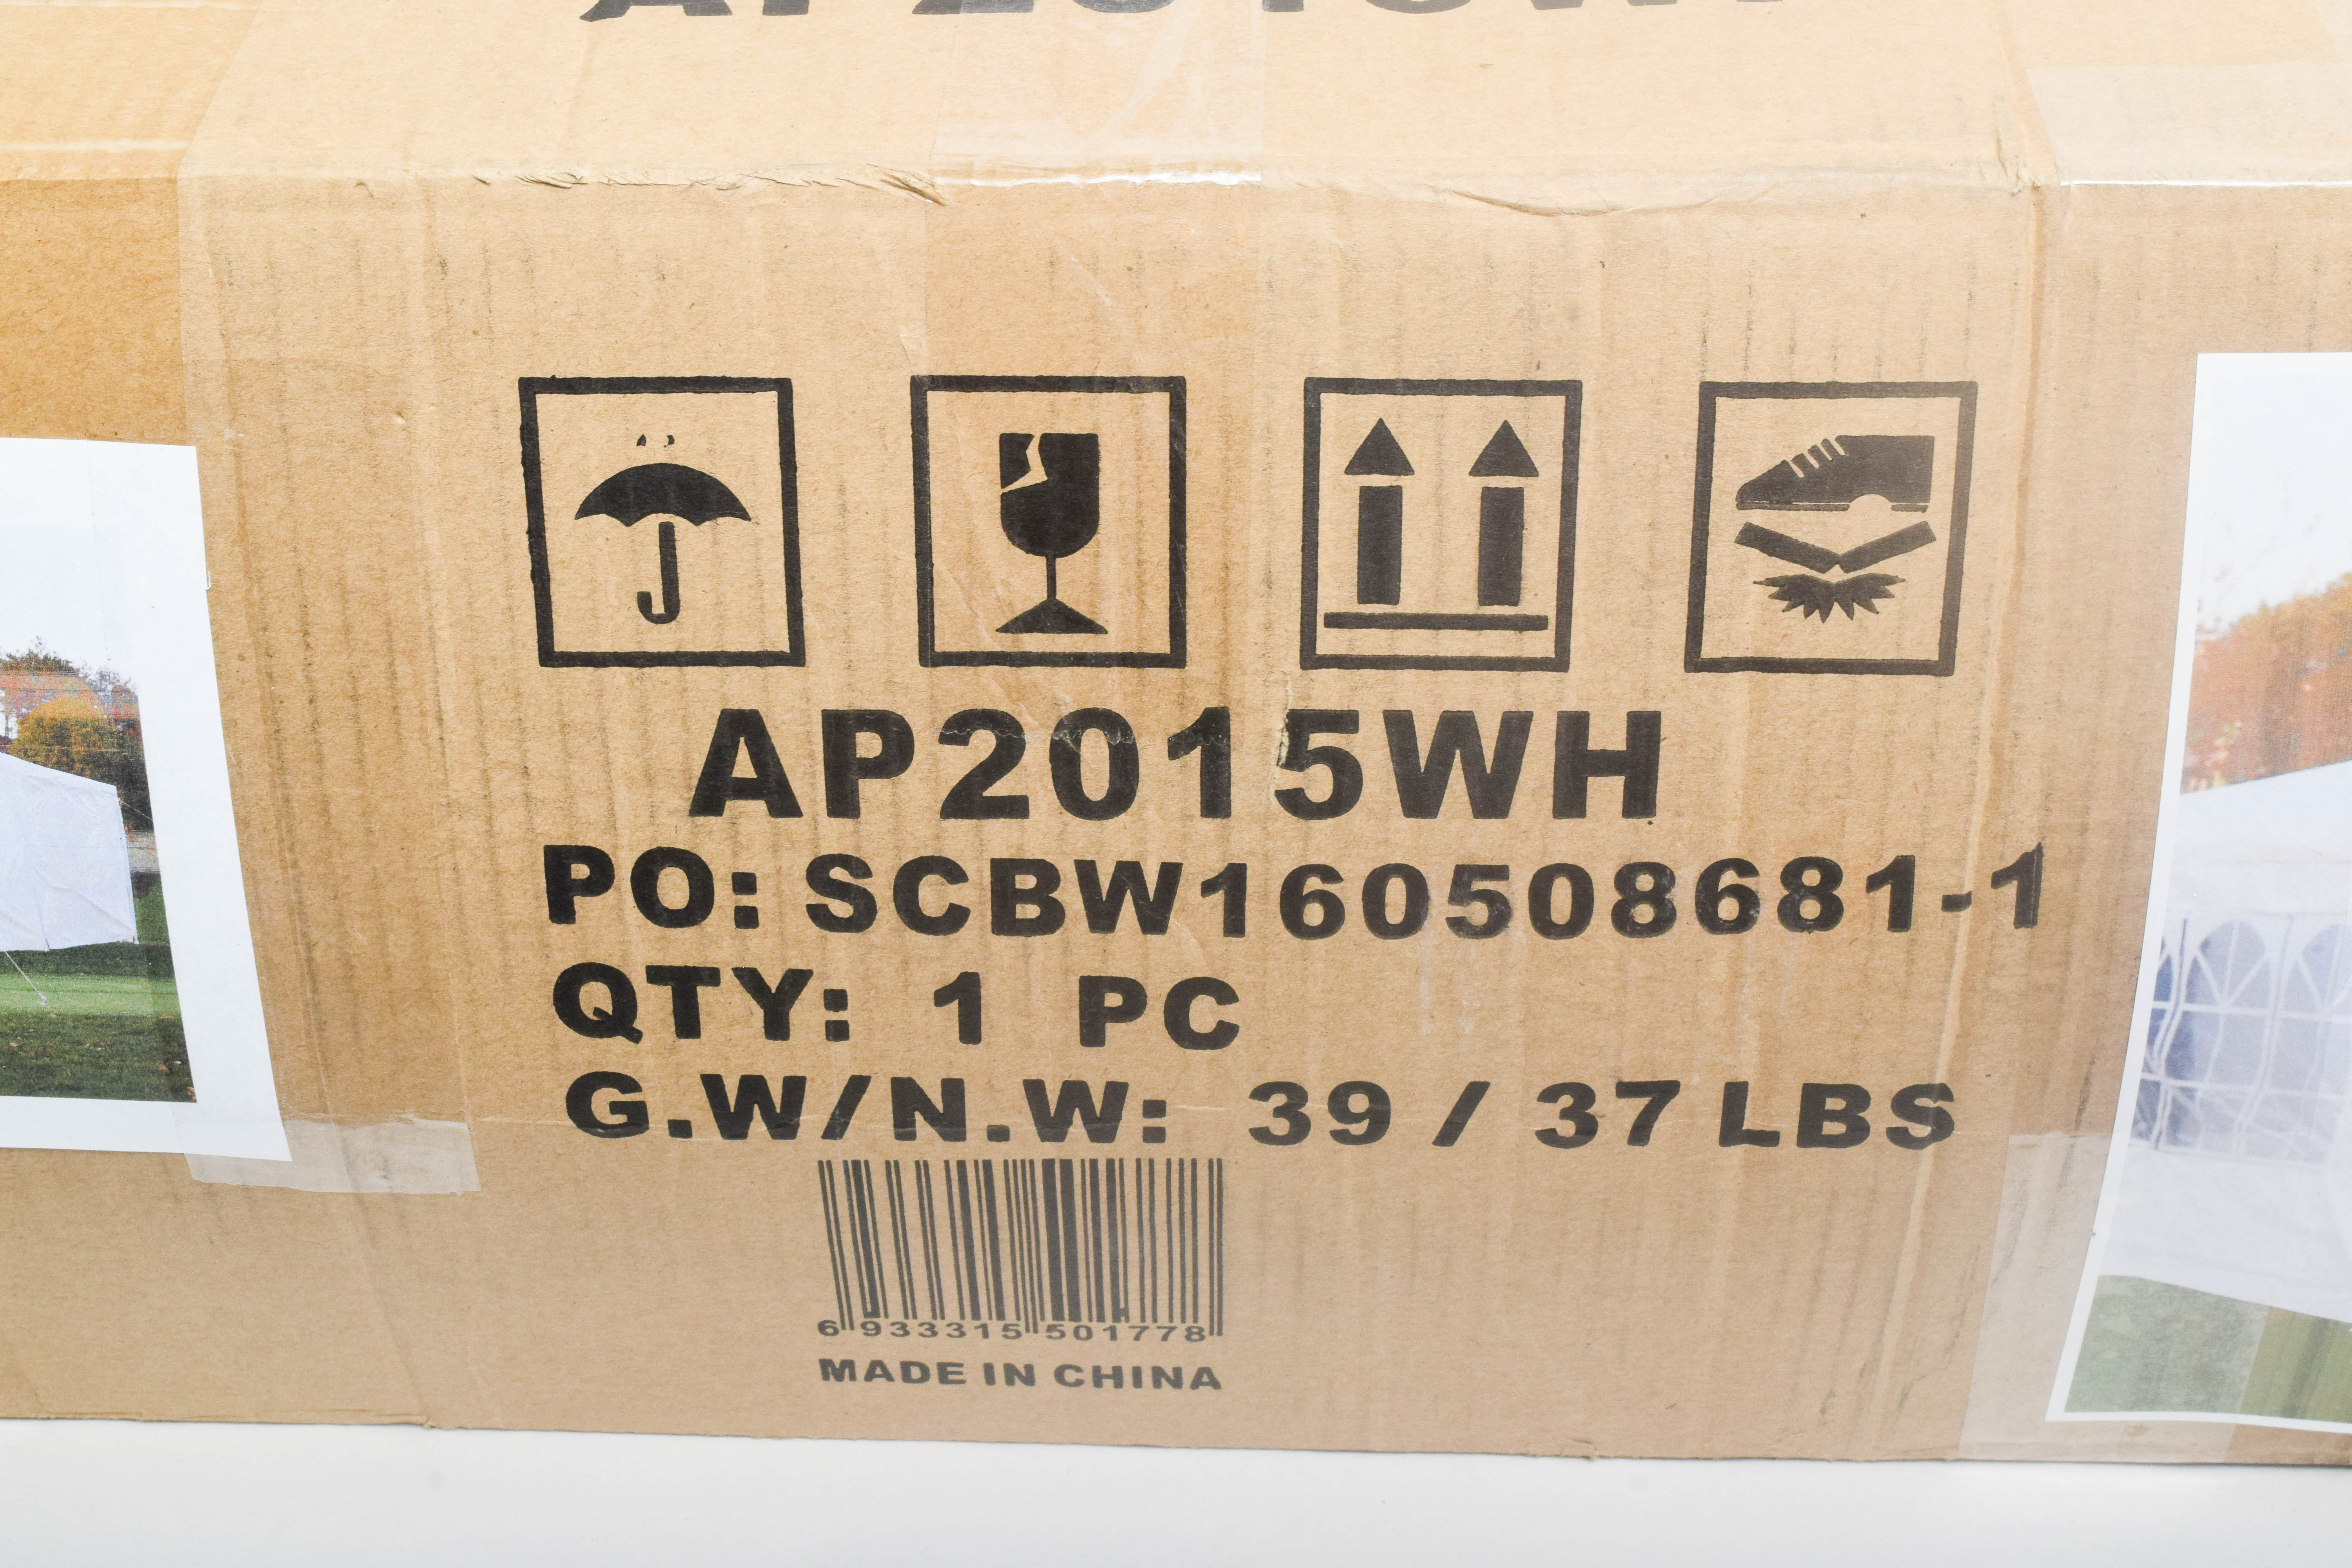 AP2015WH
PO: SCBW160508681-1
QTY: 1 PC
G.W/N.W: 39 / 37 LBS
6 933315 501778
MADE IN CHINA